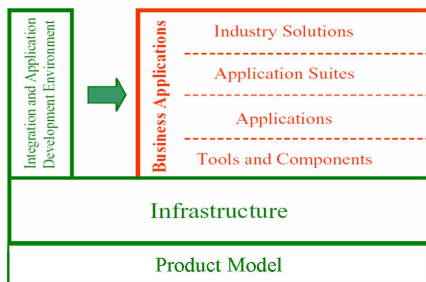 Integration and Application
Development Environment
Business Applications
Industry Solutions
Application Suites
Applications
Tools and Components
Infrastructure
Product Model